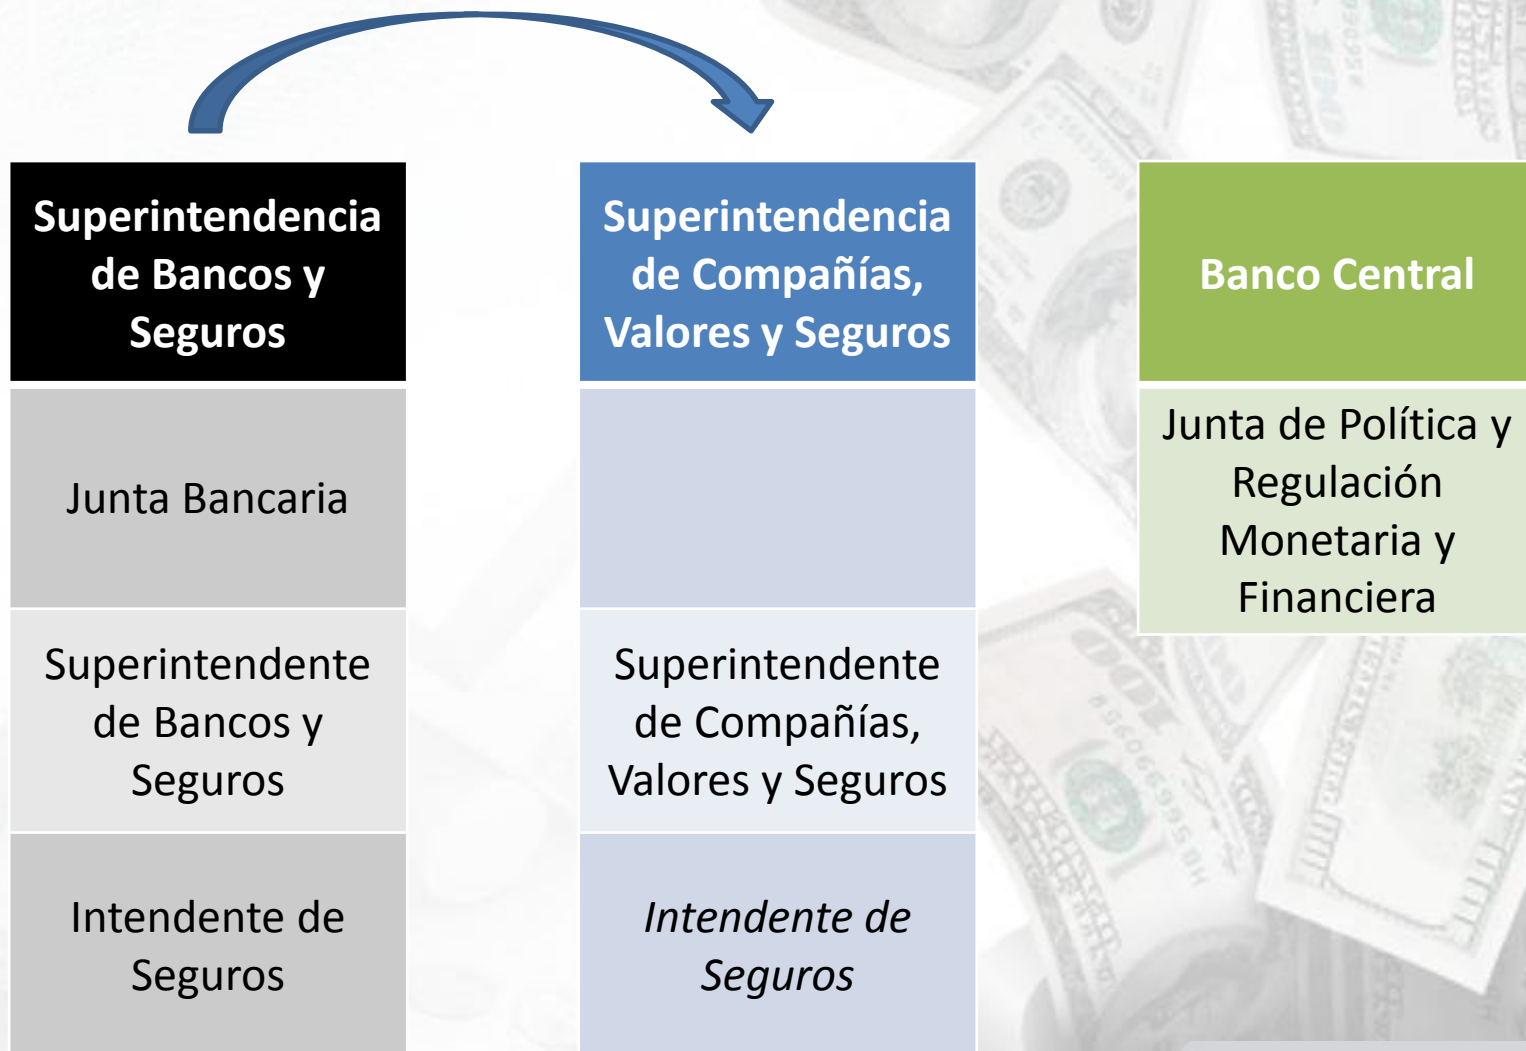 Superintendencia
de Bancos y
Seguros
Junta Bancaria
Superintendente
de Bancos y
Seguros
Intendente de
Seguros
Superintendencia
de Compañías,
Valores y Seguros
Superintendente
de Compañías,
Valores y Seguros
Intendente de
Seguros
Banco Central
Junta de Política y
Regulación
Monetaria y
Financiera